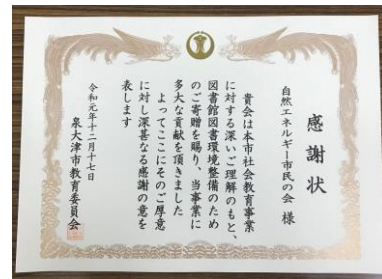 感謝状
自然エネルギー市民の会 様
貴会は本市社会教育事業
に対する深いご理解のもと、
図書館図書環境整備のため
のご寄贈を賜り、当事業に
多大な貢献を頂きました
よってここにそのご厚意
に対し深甚なる感謝の意を
表します
令和元年十二月十七日
泉大津市教育委員会